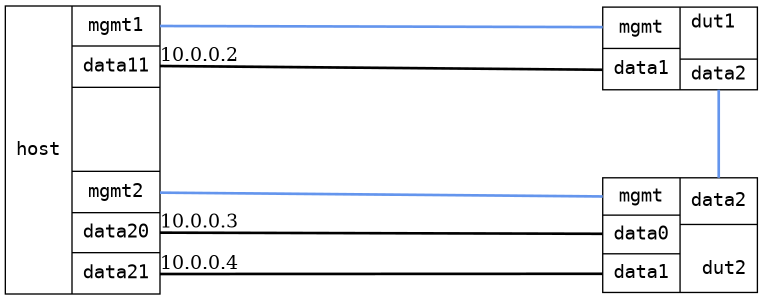 mgmt1
mgmt
dut1
10.0.0.2
data11
data1
data2
host
mgmt2
mgmt
data2
10.0.0.3
data20
data0
10.0.0.4
data21
data1
dut2